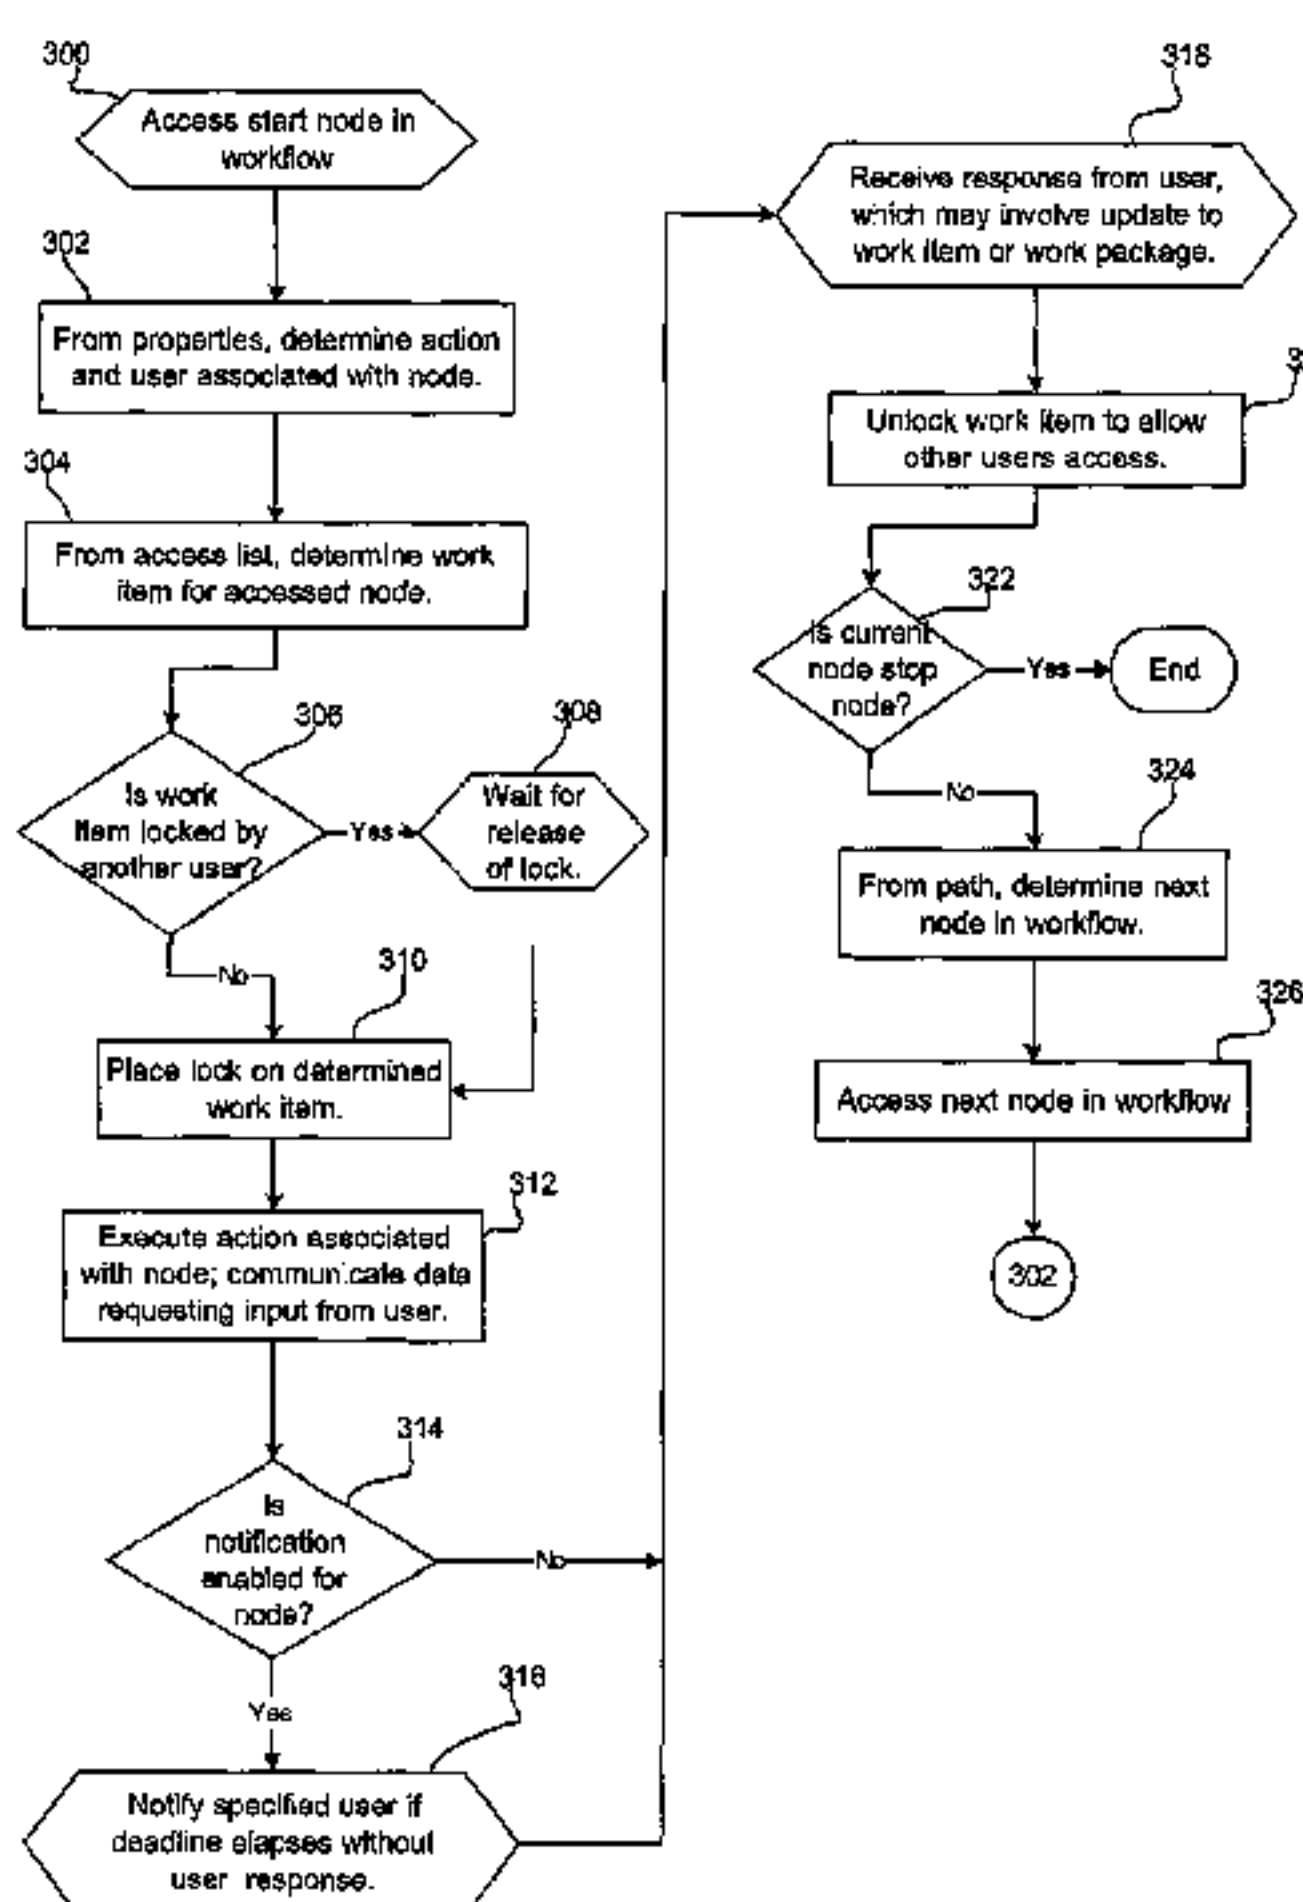 300
Access start node in
workflow
302
From properties, determine action
and user associated with node.
304
From access list, determine work
item for accessed node.
306
Is work
item locked by
another user?
Yes
308
Wait for
release
of lock.
No
310
Place lock on determined
work item.
312
Execute action associated
with node; communicate data
requesting input from user.
314
Is
notification
enabled for
node?
No
Yes
316
Notify specified user if
deadline elapses without
user response.
318
Receive response from user,
which may involve update to
work item or work package.
Unlock work item to allow
other users access.
322
Is current
node stop
node?
Yes
End
No
324
From path, determine next
node in workflow.
326
Access next node in workflow
302